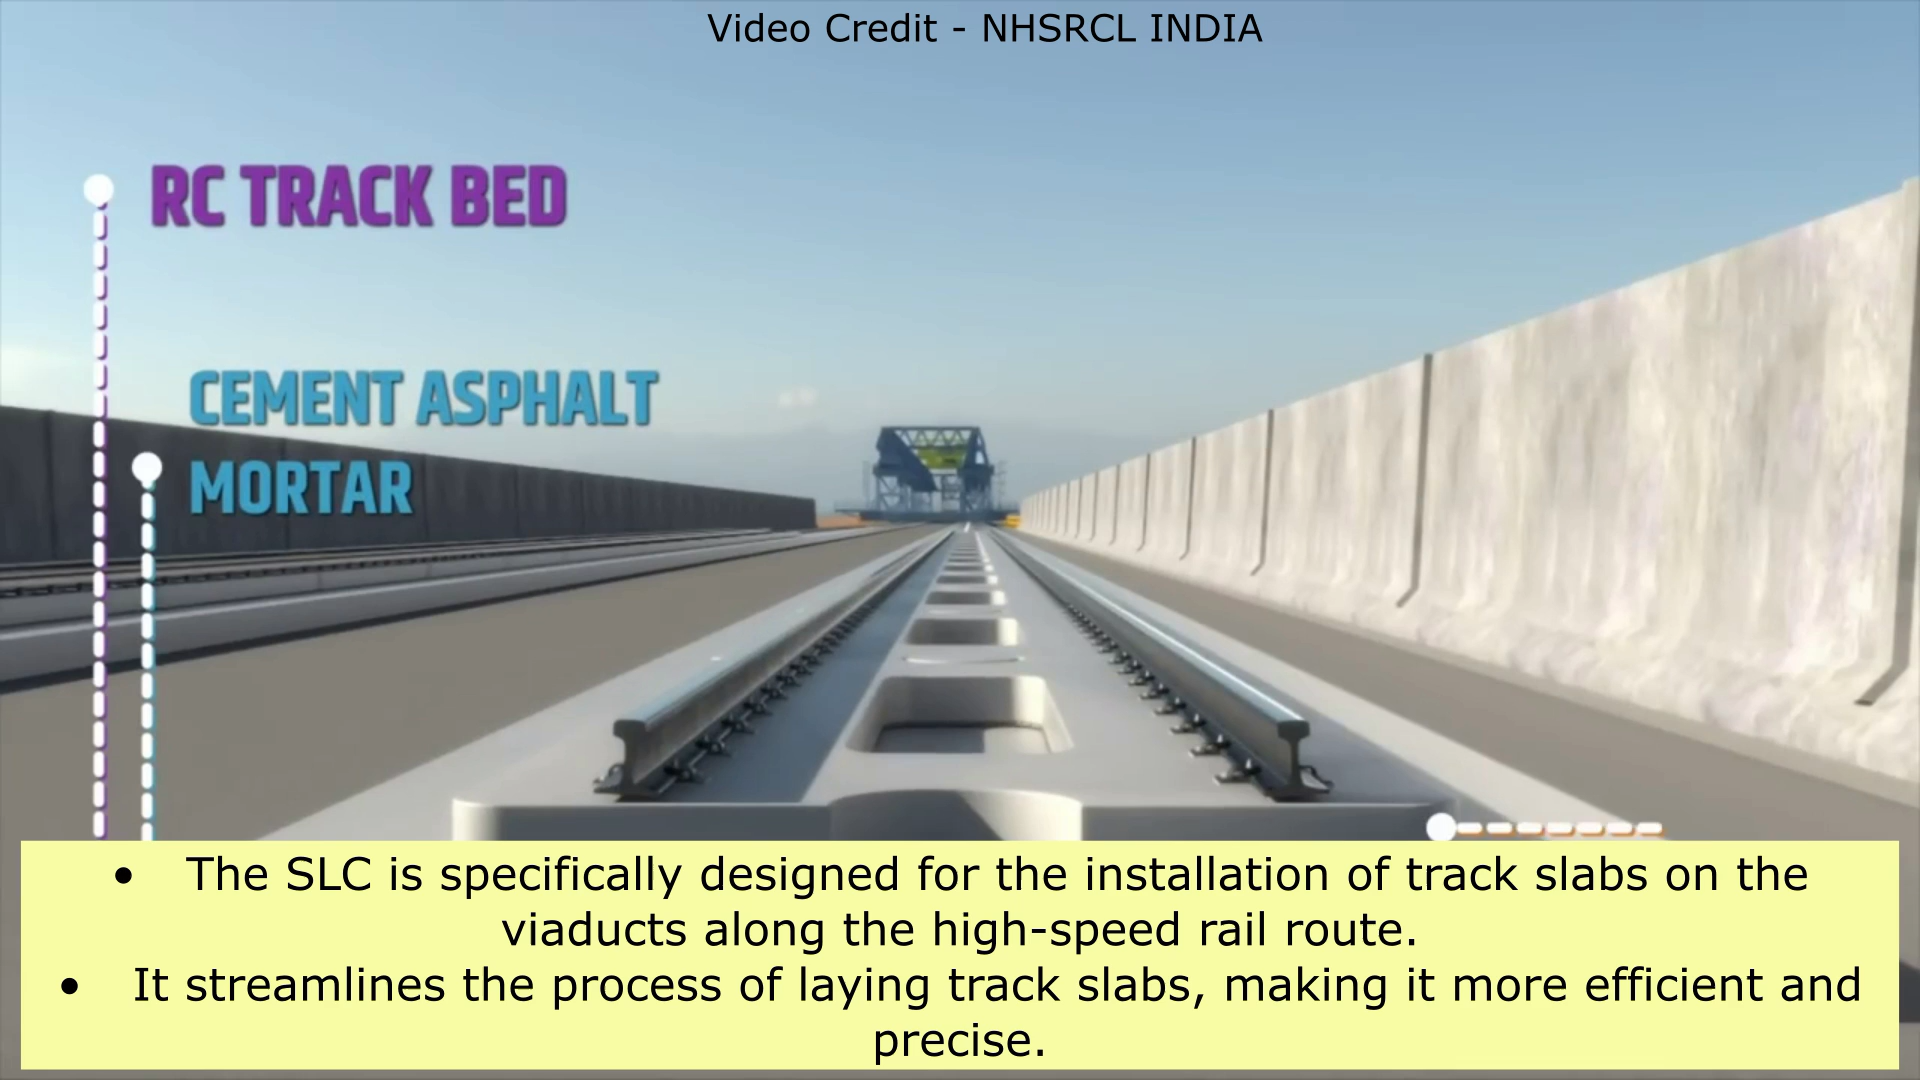 Video Credit - NHSRCL INDIA
RC TRACK BED
CEMENT ASPHALT
MORTAR
• The SLC is specifically designed for the installation of track slabs on the
viaducts along the high-speed rail route.
• It streamlines the process of laying track slabs, making it more efficient and
precise.